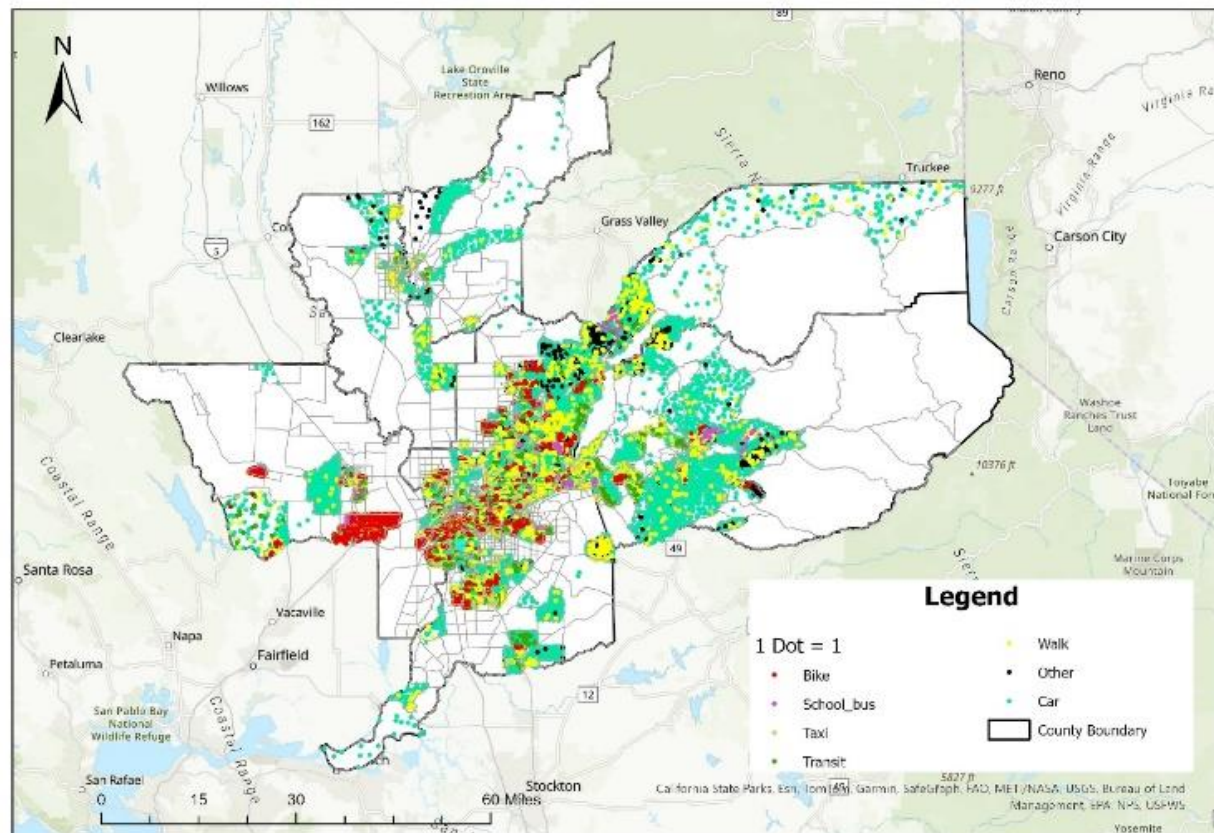 89
N
Lake Oroville
State
Recreation Area
Willows
Reno
Virginia
162
Sierra N
Truckee
9277 ft
Grass Valley
Virginia Range
5
Carson Range
Carson City
Clearlake
Washoe
Ranches Trust
Land
Coastal Range
10376 ft
Toiyabe
National For
49
Marine Corps
Mountain
Santa Rosa
Vacaville
Napa
Fairfield
Petaluma
12
San Pablo Bay
National
Wildlife Refuge
Coastal Range
San Rafael
Stockton
0 15 30 60 Miles
Legend
1 Dot = 1
Bike
School_bus
Taxi
Transit
Walk
Other
Car
County Boundary
5827 ft
California State Parks, Esri, TomTom, Garmin, SafeGraph, FAO, METI/NASA, USGS, Bureau of Land
Management, EPA, NPS, USFWS
Yosemite